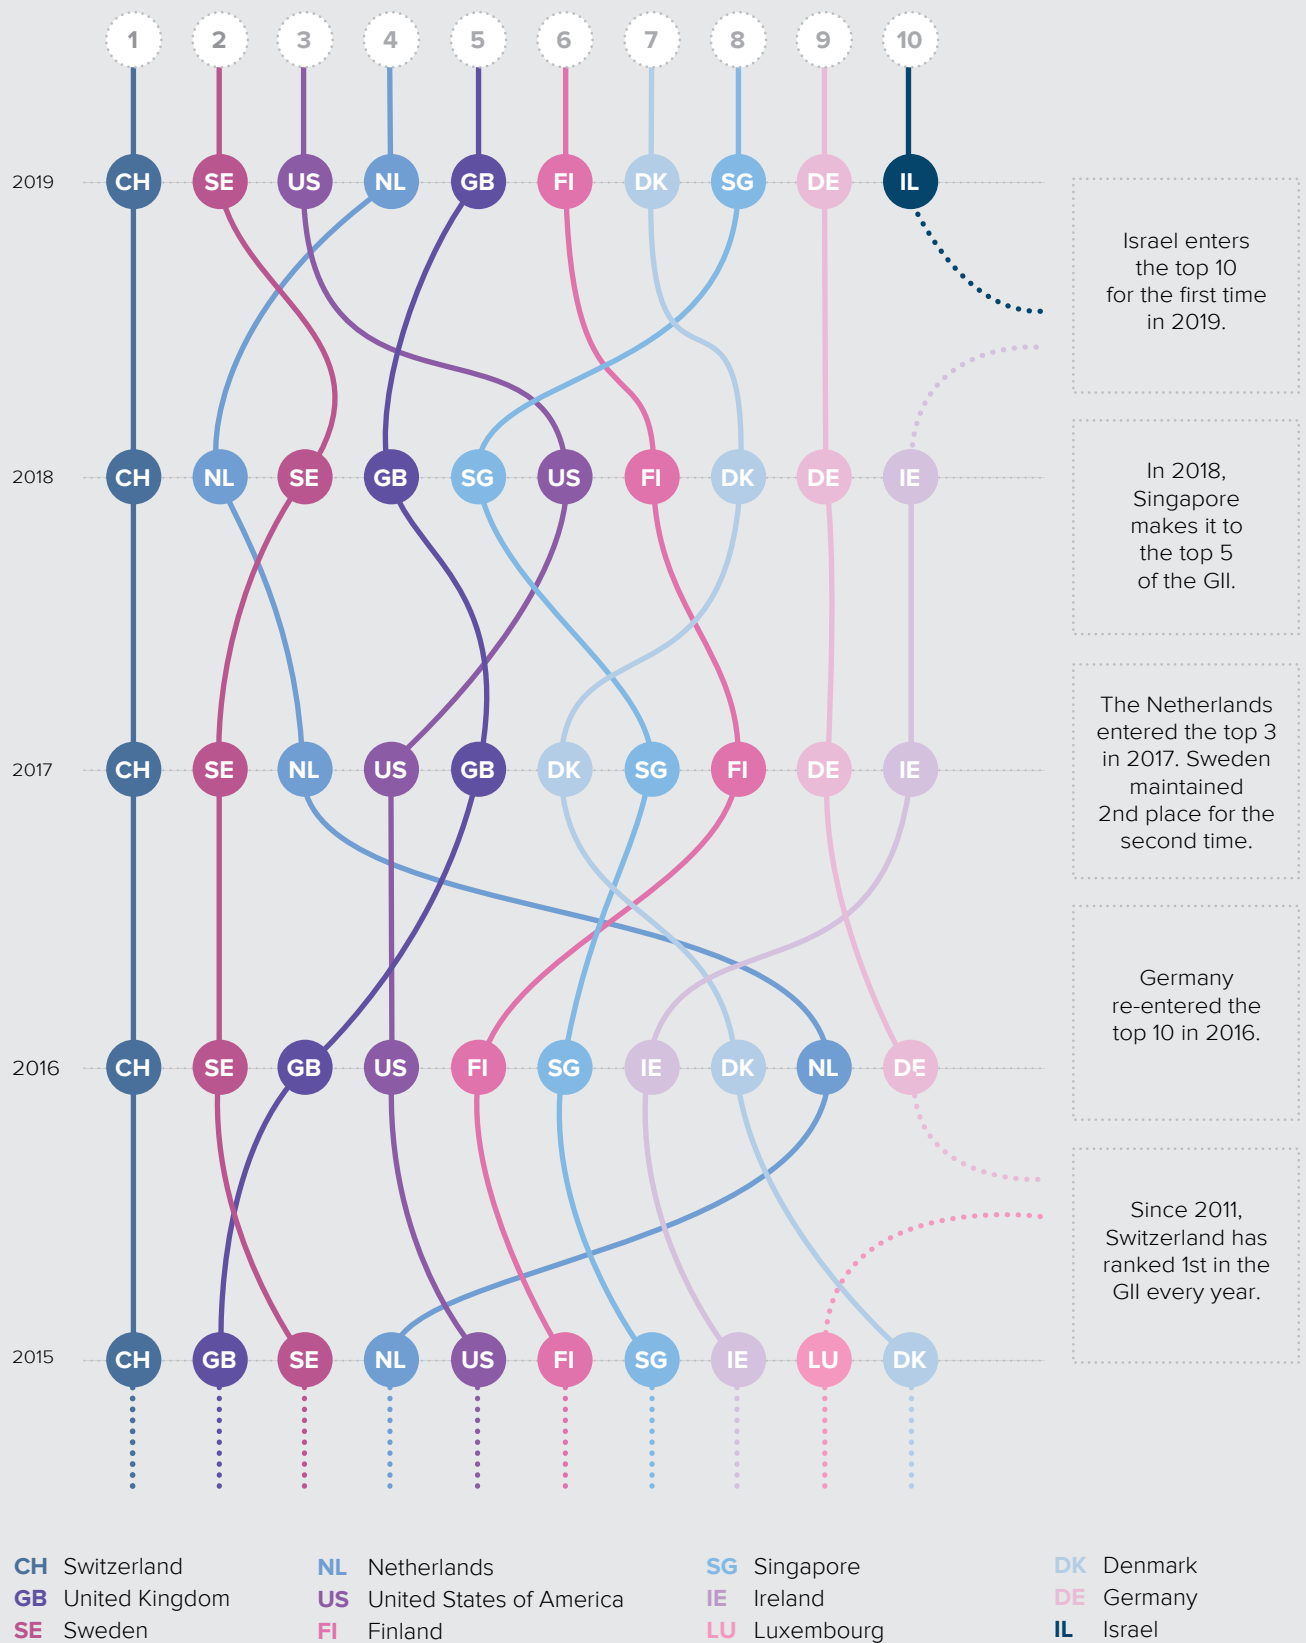 1 2 3 4 5 6 7 8 9 10
2019 CH SE US NL GB FI DK SG DE IL
Israel enters
the top 10
for the first time
in 2019.
2018 CH NL SE GB SG US FI DK DE IE
In 2018,
Singapore
makes it to
the top 5
of the GII.
2017 CH SE NL US GB DK SG FI DE IE
The Netherlands
entered the top 3
in 2017. Sweden
maintained
2nd place for the
second time.
2016 CH SE GB US FI SG IE DK NL DE
Germany
re-entered the
top 10 in 2016.
2015 CH GB SE NL US FI SG IE LU DK
Since 2011,
Switzerland has
ranked 1st in the
GII every year.
CH Switzerland NL Netherlands SG Singapore DK Denmark
GB United Kingdom US United States of America IE Ireland DE Germany
SE Sweden FI Finland LU Luxembourg IL Israel